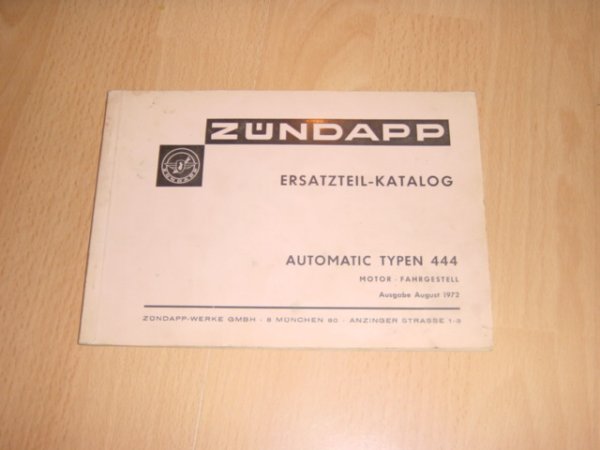 ZÜNDAPP
ZÜNDAPP
ERSATZTEIL-KATALOG
AUTOMATIC TYPEN 444
MOTOR - FAHRGESTELL
Ausgabe August 1972
ZÜNDAPP-WERKE GMBH - 8 MÜNCHEN 80 · ANZINGER STRASSE 1-3